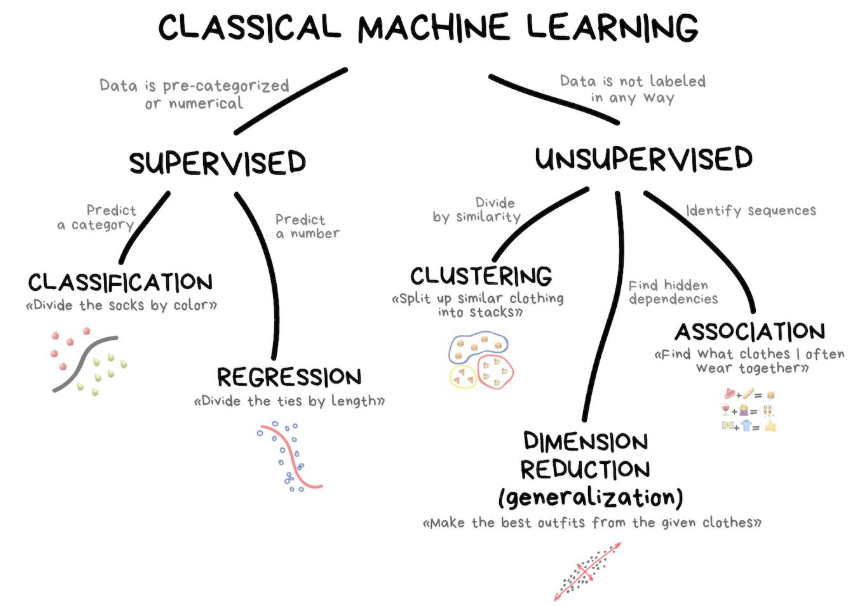 CLASSICAL MACHINE LEARNING
Data is pre-categorized
or numerical
Data is not labeled
in any way
SUPERVISED
UNSUPERVISED
Predict
a category
Predict
a number
Divide
by similarity
Identify sequences
CLASSIFICATION
«Divide the socks by color»
CLUSTERING
«Split up similar clothing
into stacks»
Find hidden
dependencies
ASSOCIATION
«Find what clothes I often
wear together»
REGRESSION
«Divide the ties by length»
+ =
+ =
+ =
DIMENSION
REDUCTION
(generalization)
«Make the best outfits from the given clothes»